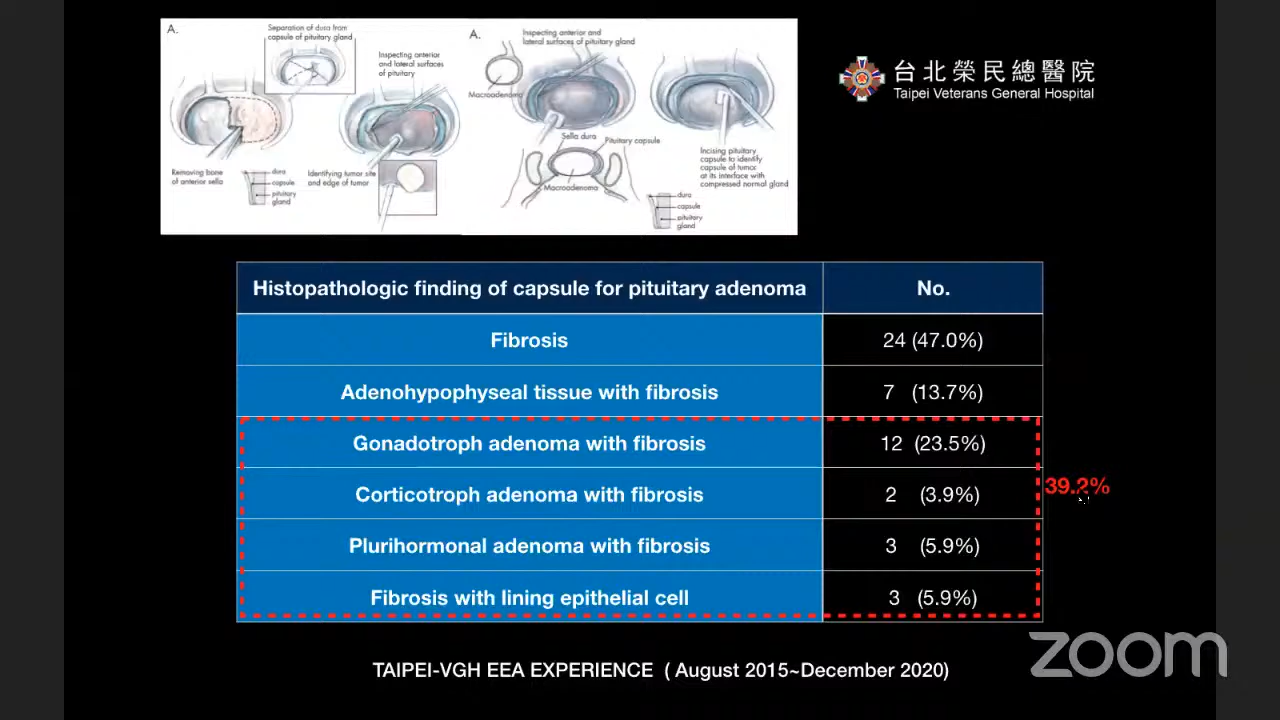 A.
Separation of dura from
capsule of pituitary gland
Inspecting anterior
and lateral surfaces
of pituitary
Removing bone
of anterior sella
dura
capsule
pituitary
gland
Identifying tumor site
and edge of tumor
A.
Inspecting anterior and
lateral surfaces of pituitary gland
Macroadenoma
Sella dura
Pituitary capsule
Macroadenoma
Incising pituitary
capsule to identify
capsule of tumor
at its interface with
compressed normal gland
dura
capsule
pituitary
gland
台北榮民總醫院
Taipei Veterans General Hospital
Histopathologic finding of capsule for pituitary adenoma No.
Fibrosis 24 (47.0%)
Adenohypophyseal tissue with fibrosis 7 (13.7%)
Gonadotroph adenoma with fibrosis 12 (23.5%)
Corticotroph adenoma with fibrosis 2 (3.9%)
39.2%
Plurihormonal adenoma with fibrosis 3 (5.9%)
Fibrosis with lining epithelial cell 3 (5.9%)
TAIPEI-VGH EEA EXPERIENCE ( August 2015~December 2020)
zoom